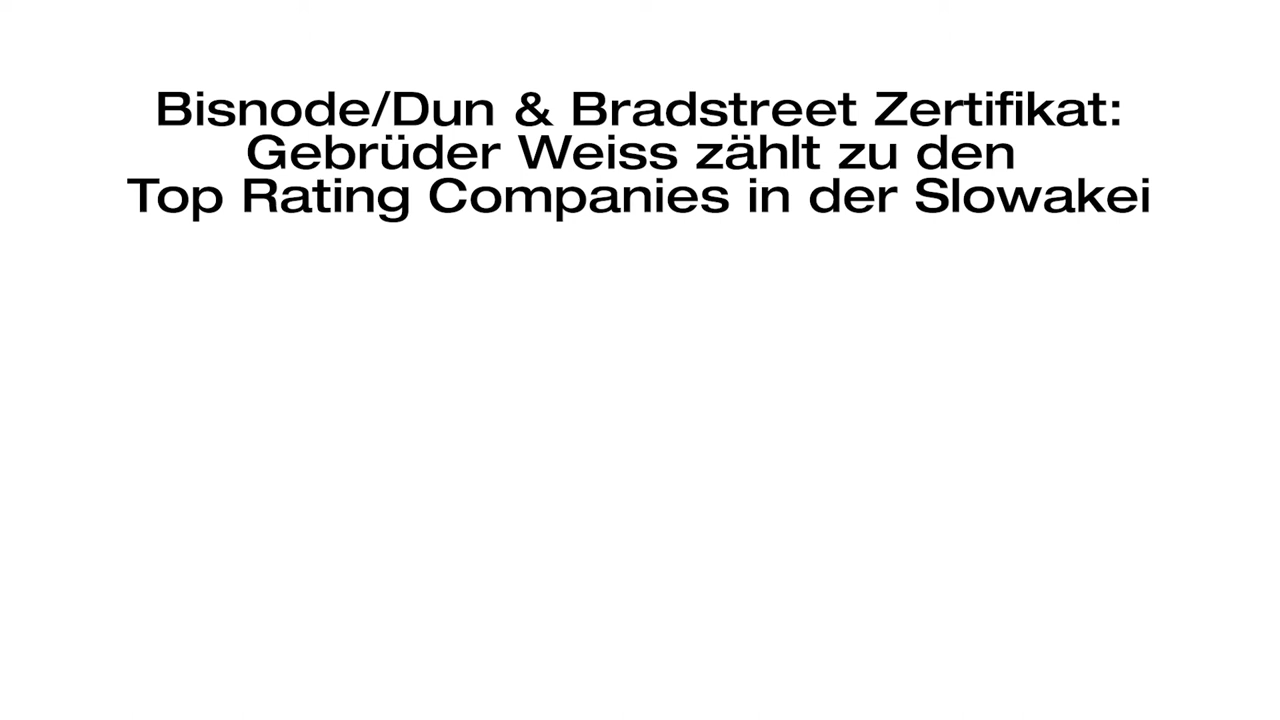 Bisnode/Dun & Bradstreet Zertifikat:
Gebrüder Weiss zählt zu den
Top Rating Companies in der Slowakei